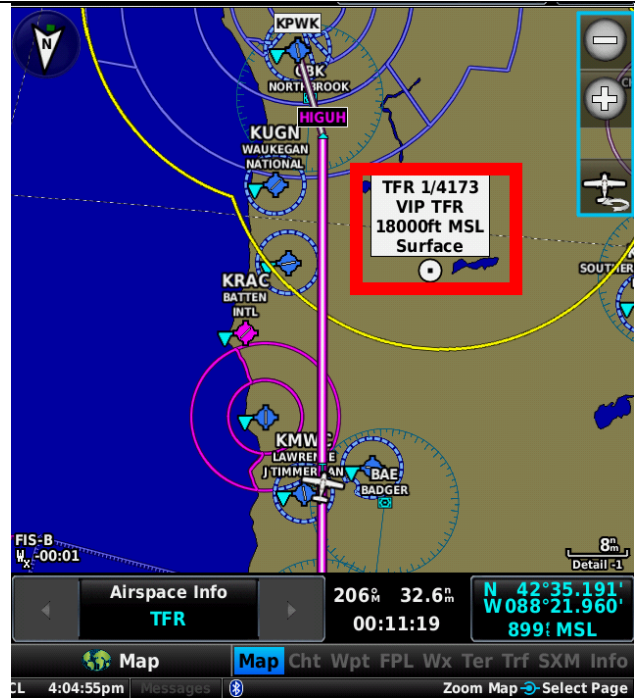 KPWK
N
OBK
NORTHBROOK
HIGUH
KUGN
WAUKEGAN
NATIONAL
TFR 1/4173
VIP TFR
18000ft MSL
Surface
KRAC
BATTEN
INTL
KMWC
LAWRENCE
J TIMMERMAN
BAE
BADGER
FIS-B
Wx -00:01
8nm
Detail -1
Airspace Info
TFR
206°M 32.6nm
00:11:19
N 42°35.191'
W088°21.960'
899ft MSL
Map
Map Cht Wpt FPL Wx Ter Trf SXM Info
CL 4:04:55pm Messages
Zoom Map Select Page